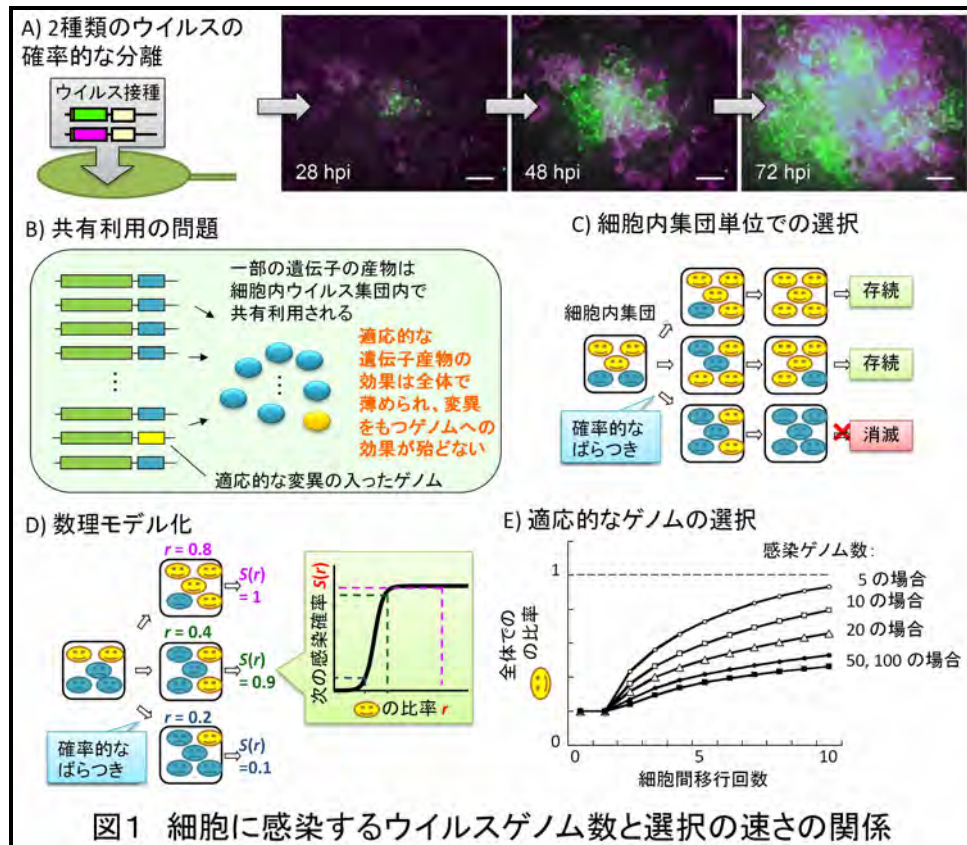 A) 2種類のウイルスの
確率的な分離
ウイルス接種
28 hpi
48 hpi
72 hpi
B) 共有利用の問題
一部の遺伝子の産物は
細胞内ウイルス集団内で
共有利用される
適応的な
遺伝子産物の
効果は全体で
薄められ、変異
をもつゲノムへの
効果が殆どない
適応的な変異の入ったゲノム
C) 細胞内集団単位での選択
細胞内集団
存続
存続
確率的な
ばらつき
消滅
D) 数理モデル化
r = 0.8
S(r)
= 1
r = 0.4
S(r)
= 0.9
r = 0.2
S(r)
=0.1
確率的な
ばらつき
次の感染確率 S(r)
の比率 r
E) 適応的なゲノムの選択
感染ゲノム数:
1
5 の場合
10 の場合
20 の場合
50, 100 の場合
全体での
の比率
0
0
5
10
細胞間移行回数
図1 細胞に感染するウイルスゲノム数と選択の速さの関係